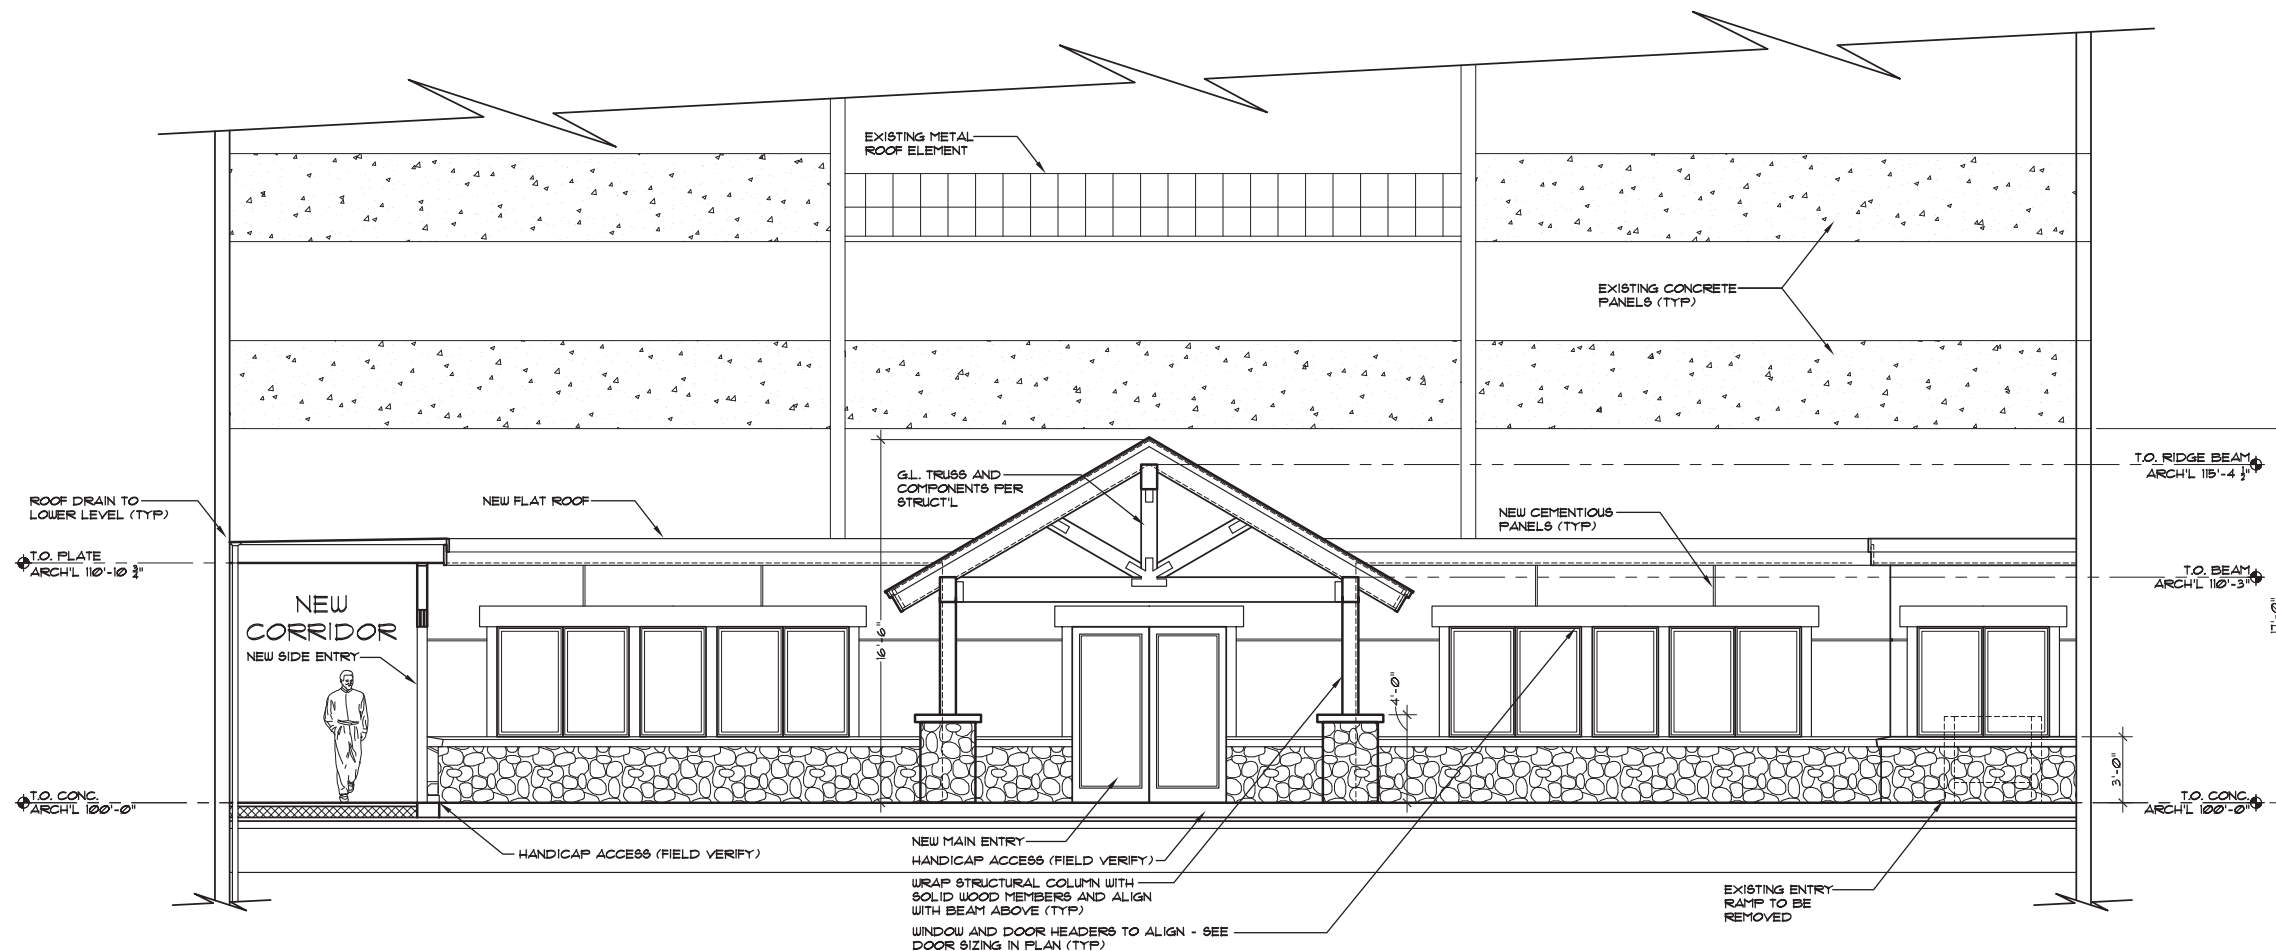 EXISTING METAL
ROOF ELEMENT
EXISTING CONCRETE
PANELS (TYP)
T.O. RIDGE BEAM
ARCH'L 115'-4 1/2"
G.L. TRUSS AND
COMPONENTS PER
STRUCT'L
ROOF DRAIN TO
LOWER LEVEL (TYP)
NEW FLAT ROOF
NEW CEMENTIOUS
PANELS (TYP)
T.O. PLATE
ARCH'L 110'-10 3/4"
T.O. BEAM
ARCH'L 110'-3"
NEW
CORRIDOR
NEW SIDE ENTRY
16'-6"
4'-0"
3'-0"
T.O. CONC.
ARCH'L 100'-0"
T.O. CONC.
ARCH'L 100'-0"
HANDICAP ACCESS (FIELD VERIFY)
NEW MAIN ENTRY
HANDICAP ACCESS (FIELD VERIFY)
WRAP STRUCTURAL COLUMN WITH
SOLID WOOD MEMBERS AND ALIGN
WITH BEAM ABOVE (TYP)
WINDOW AND DOOR HEADERS TO ALIGN - SEE
DOOR SIZING IN PLAN (TYP)
EXISTING ENTRY
RAMP TO BE
REMOVED